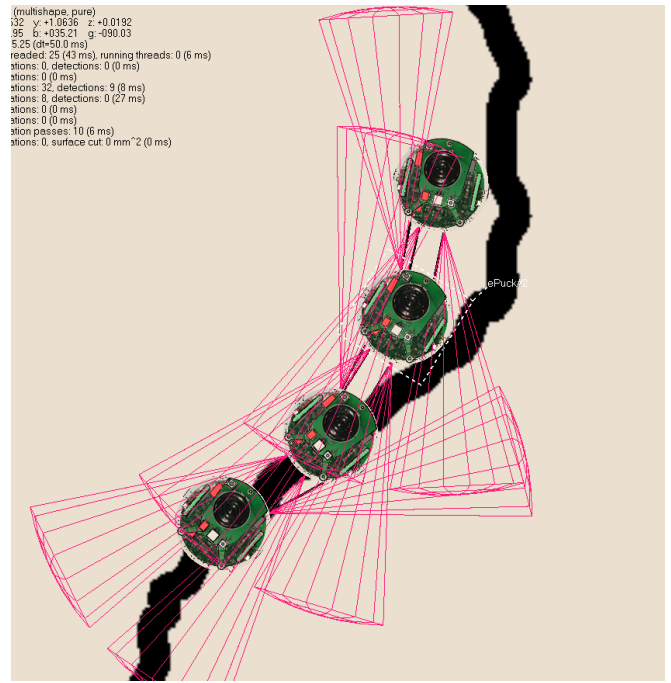 (multishape, pure)
532 y: +1.0636 z: +0.0192
.95 b: +035.21 g: -090.03
5.25 (dt=50.0 ms)
readed: 25 (43 ms), running threads: 0 (6 ms)
ations: 0, detections: 0 (0 ms)
ations: 0 (0 ms)
ations: 32, detections: 9 (8 ms)
ations: 8, detections: 0 (27 ms)
ations: 0 (0 ms)
ations: 0 (0 ms)
ation passes: 10 (6 ms)
ations: 0, surface cut: 0 mm^2 (0 ms)